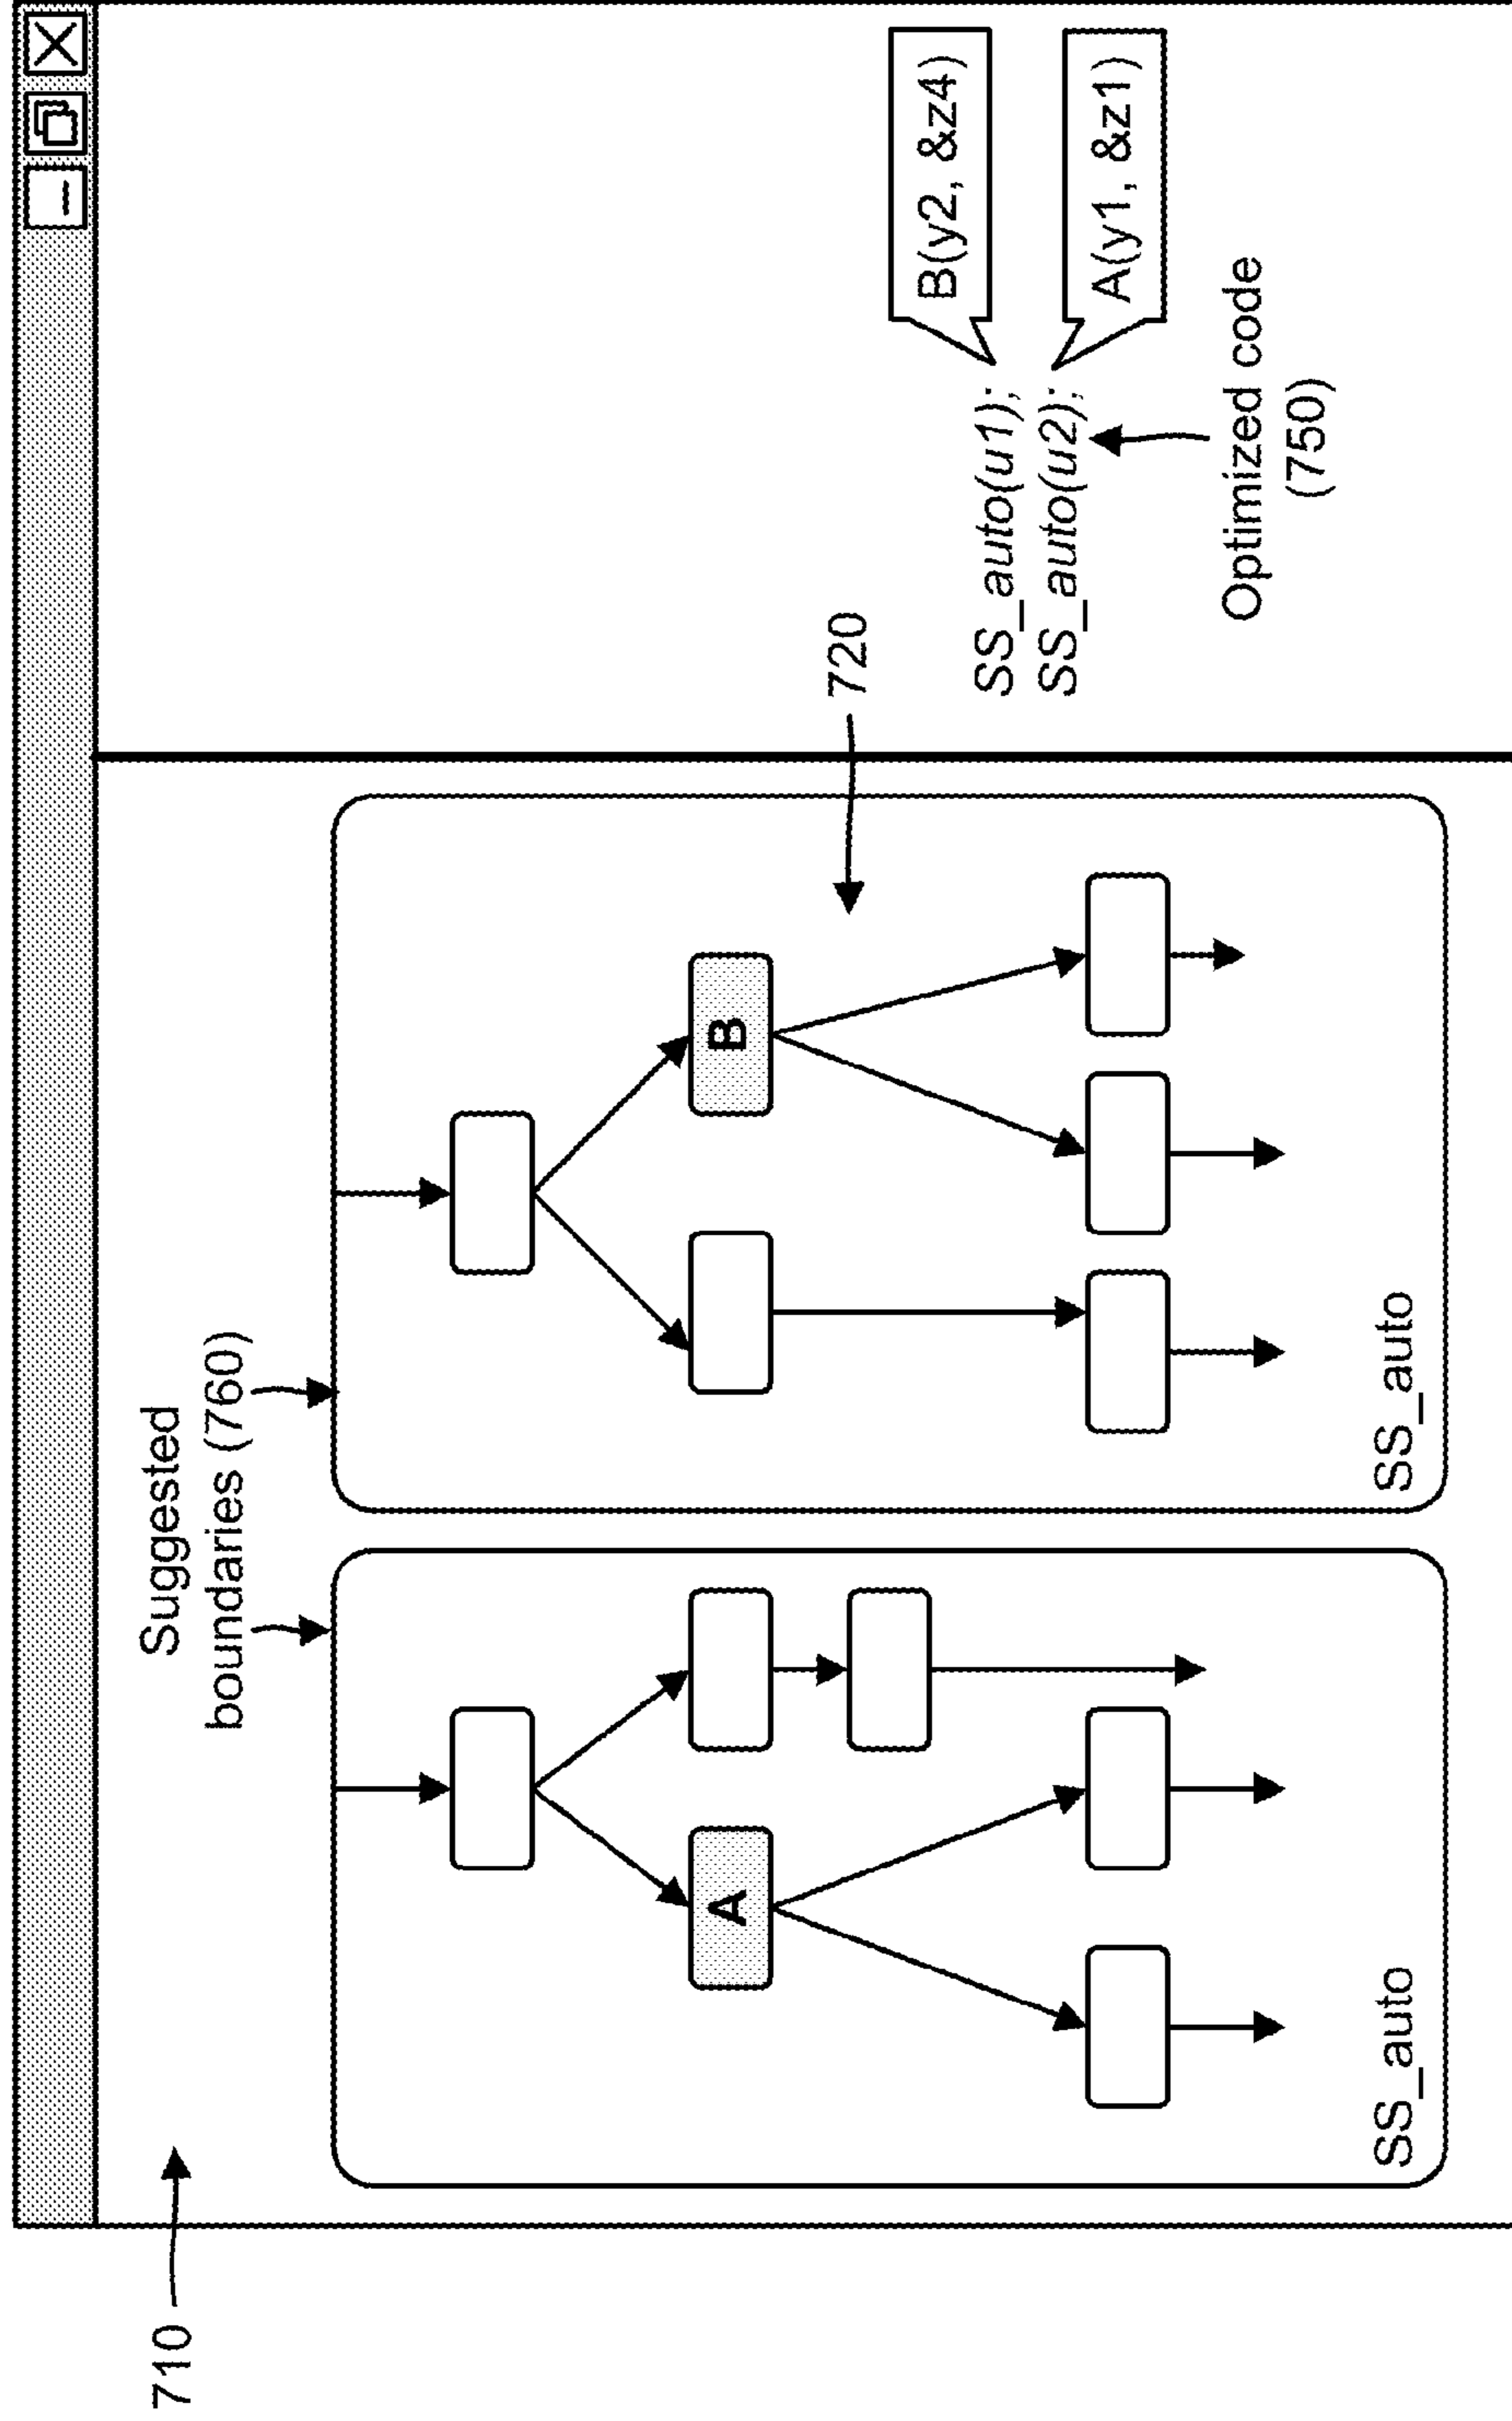 710
Suggested
boundaries (760)
A
B
SS_auto
SS_auto
720
B(y2, &z4)
SS_auto(u1);
SS_auto(u2);
A(y1, &z1)
Optimized code
(750)